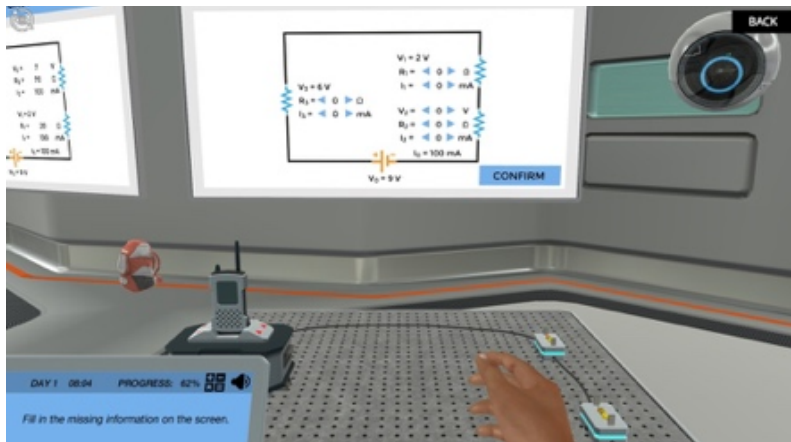 BACK
V₁ = 2 V
R₁ = ◄ 0 ► Ω
I₁ = ◄ 0 ► mA
V₃ = 6 V
R₃ = ◄ 0 ► Ω
I₃ = ◄ 0 ► mA
V₂ = ◄ 0 ► V
R₂ = ◄ 0 ► Ω
I₂ = ◄ 0 ► mA
I₀ = 100 mA
V₀ = 9 V
CONFIRM
DAY 1 08:04 PROGRESS: 62%
Fill in the missing information on the screen.